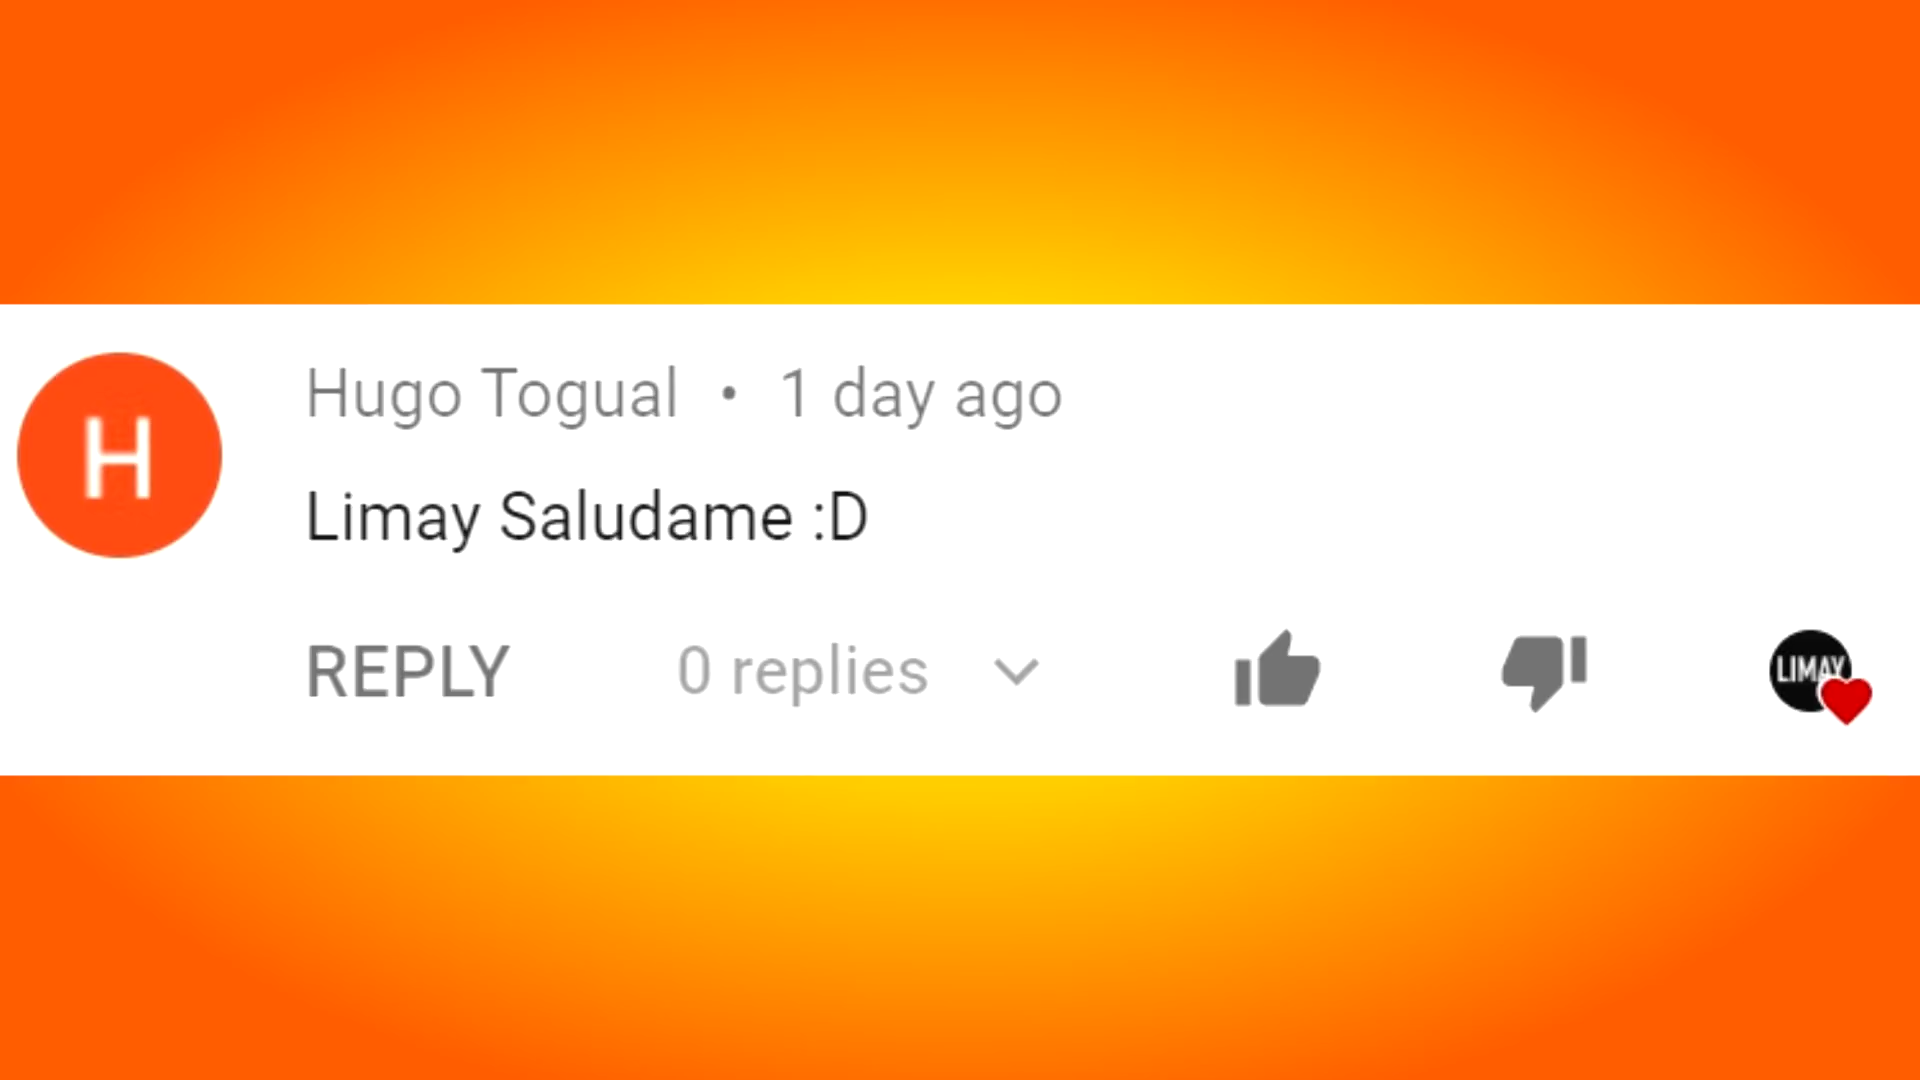 H
Hugo Togual • 1 day ago
Limay Saludame :D
REPLY 0 replies
LIMAY